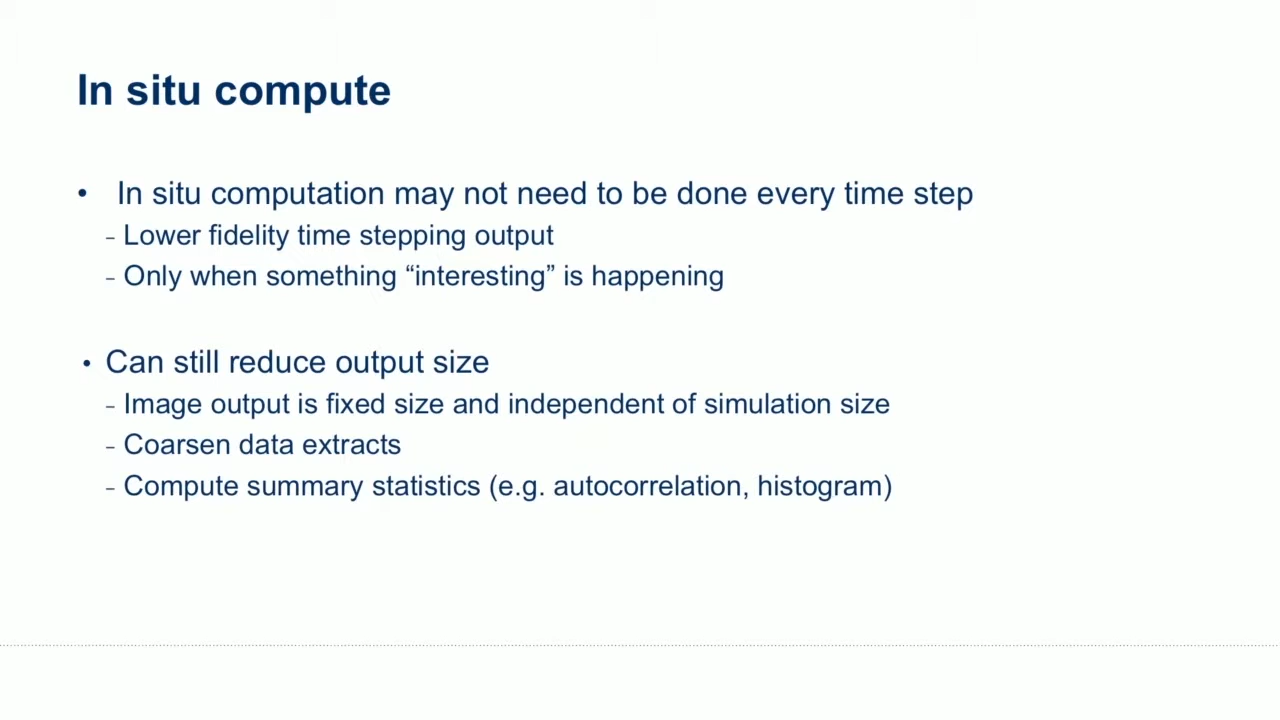 In situ compute
• In situ computation may not need to be done every time step
- Lower fidelity time stepping output
- Only when something “interesting” is happening
• Can still reduce output size
- Image output is fixed size and independent of simulation size
- Coarsen data extracts
- Compute summary statistics (e.g. autocorrelation, histogram)